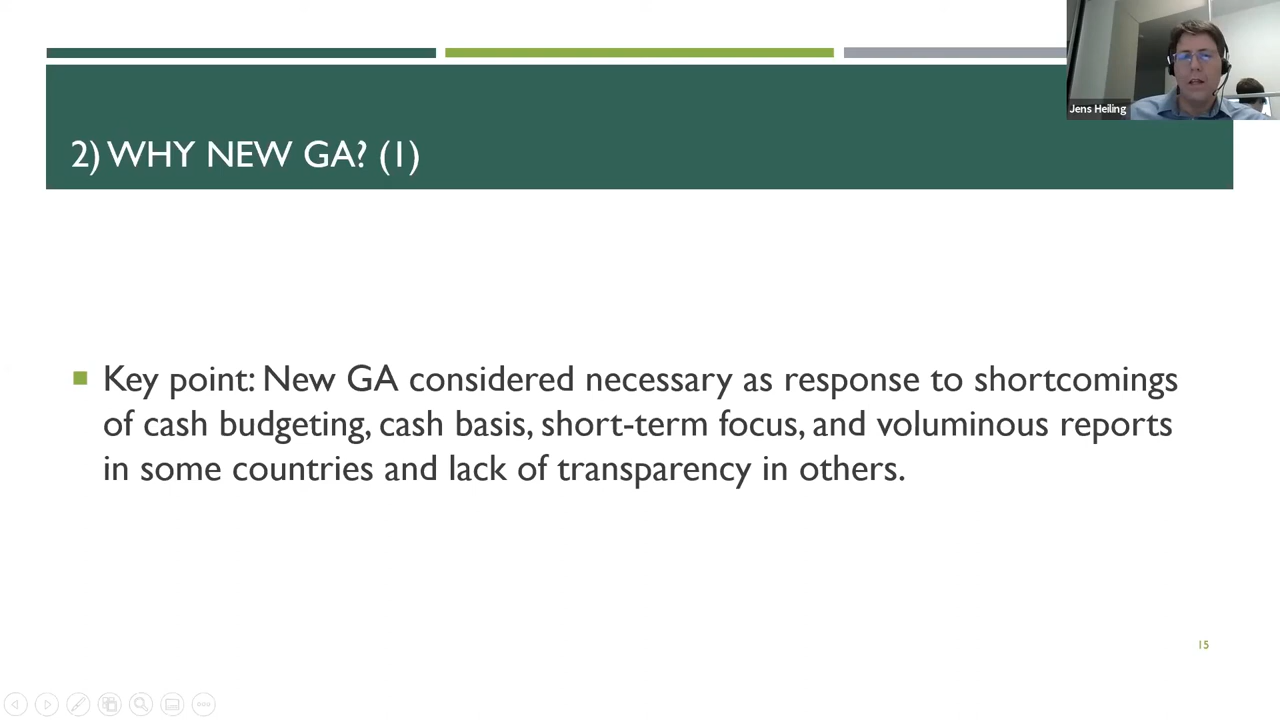 Jens Heiling
2) WHY NEW GA? (1)
Key point: New GA considered necessary as response to shortcomings
of cash budgeting, cash basis, short-term focus, and voluminous reports
in some countries and lack of transparency in others.
15